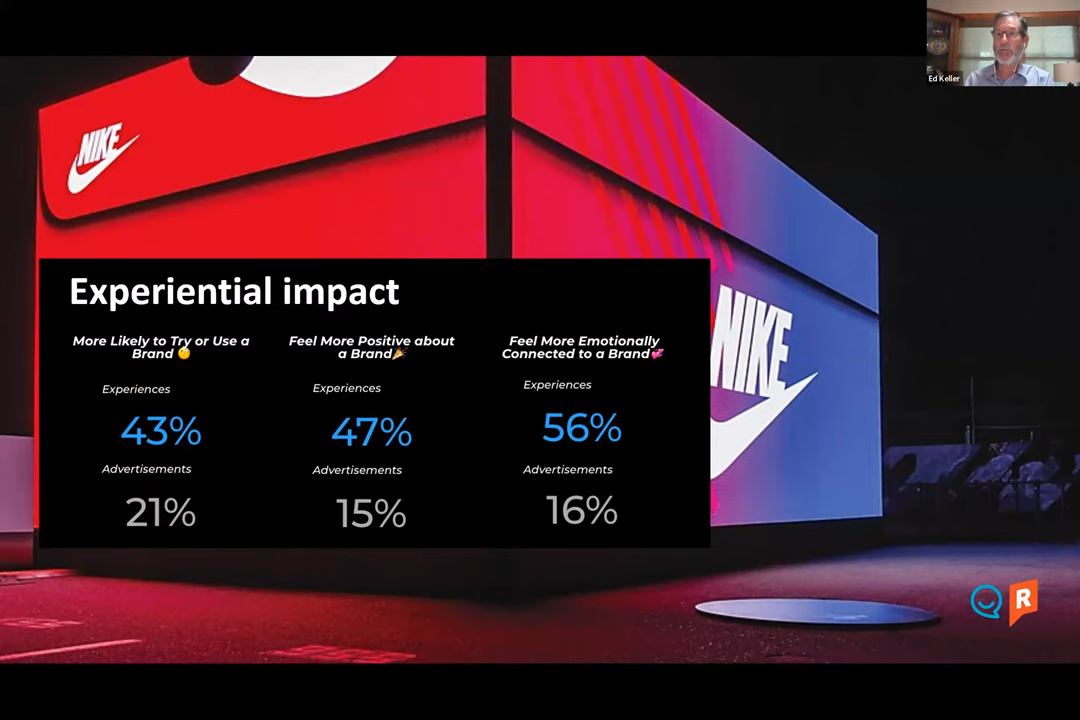 Ed Keller
NIKE
NIKE
Experiential impact
More Likely to Try or Use a
Brand 🤔
Experiences
43%
Advertisements
21%
Feel More Positive about
a Brand🎉
Experiences
47%
Advertisements
15%
Feel More Emotionally
Connected to a Brand💞
Experiences
56%
Advertisements
16%
R